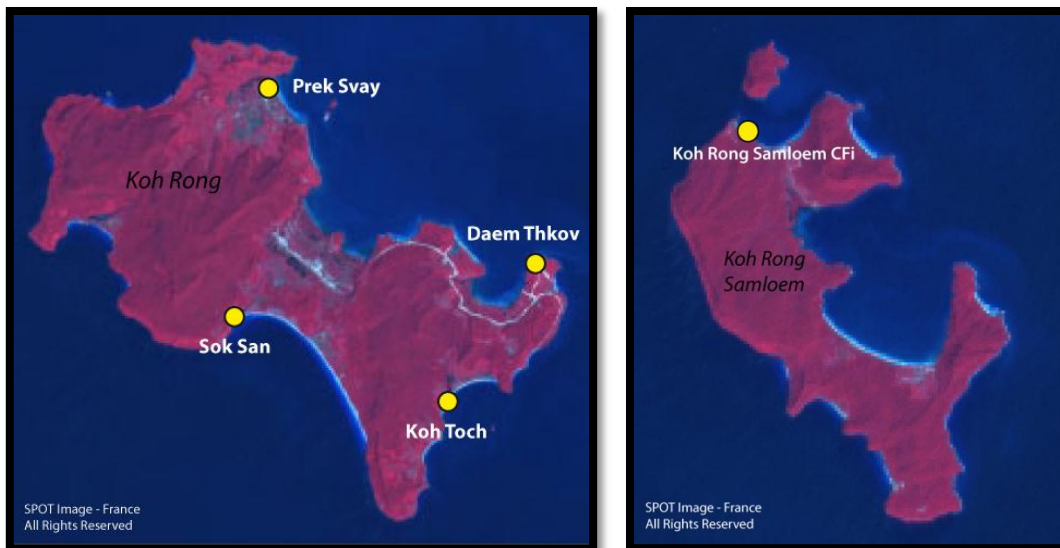 Prek Svay
Koh Rong
Daem Thkov
Sok San
Koh Toch
SPOT Image - France
All Rights Reserved
Koh Rong Samloem CFi
Koh Rong
Samloem
SPOT Image - France
All Rights Reserved